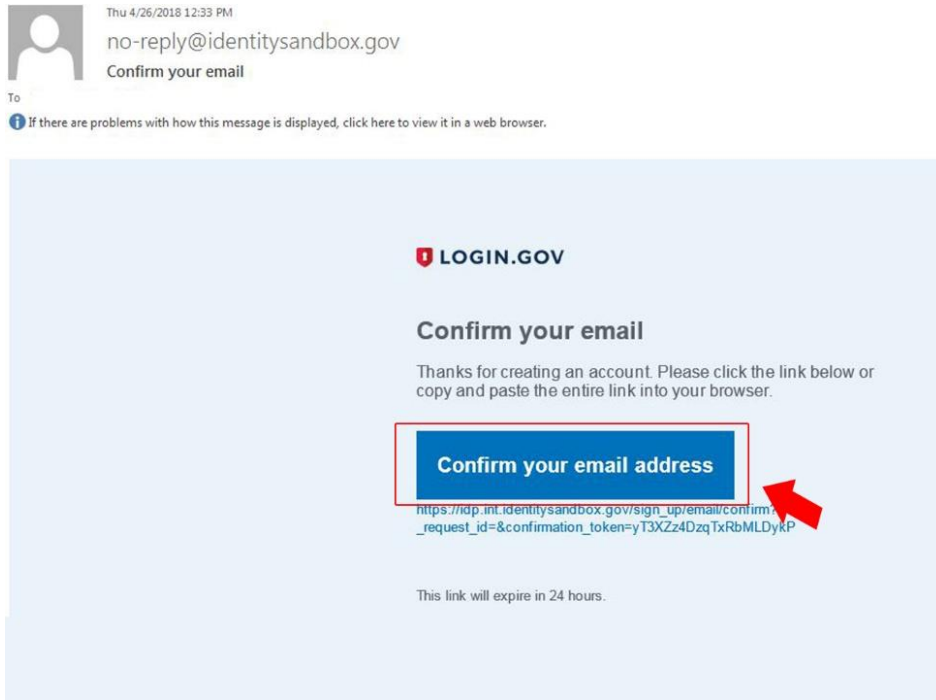 Thu 4/26/2018 12:33 PM
no-reply@identitysandbox.gov
Confirm your email
To
If there are problems with how this message is displayed, click here to view it in a web browser.
LOGIN.GOV
Confirm your email
Thanks for creating an account. Please click the link below or
copy and paste the entire link into your browser.
Confirm your email address
https://idp.int.identitysandbox.gov/sign_up/email/confirm?
_request_id=&confirmation_token=yT3XZz4DzqTxRbMLDykP
This link will expire in 24 hours.